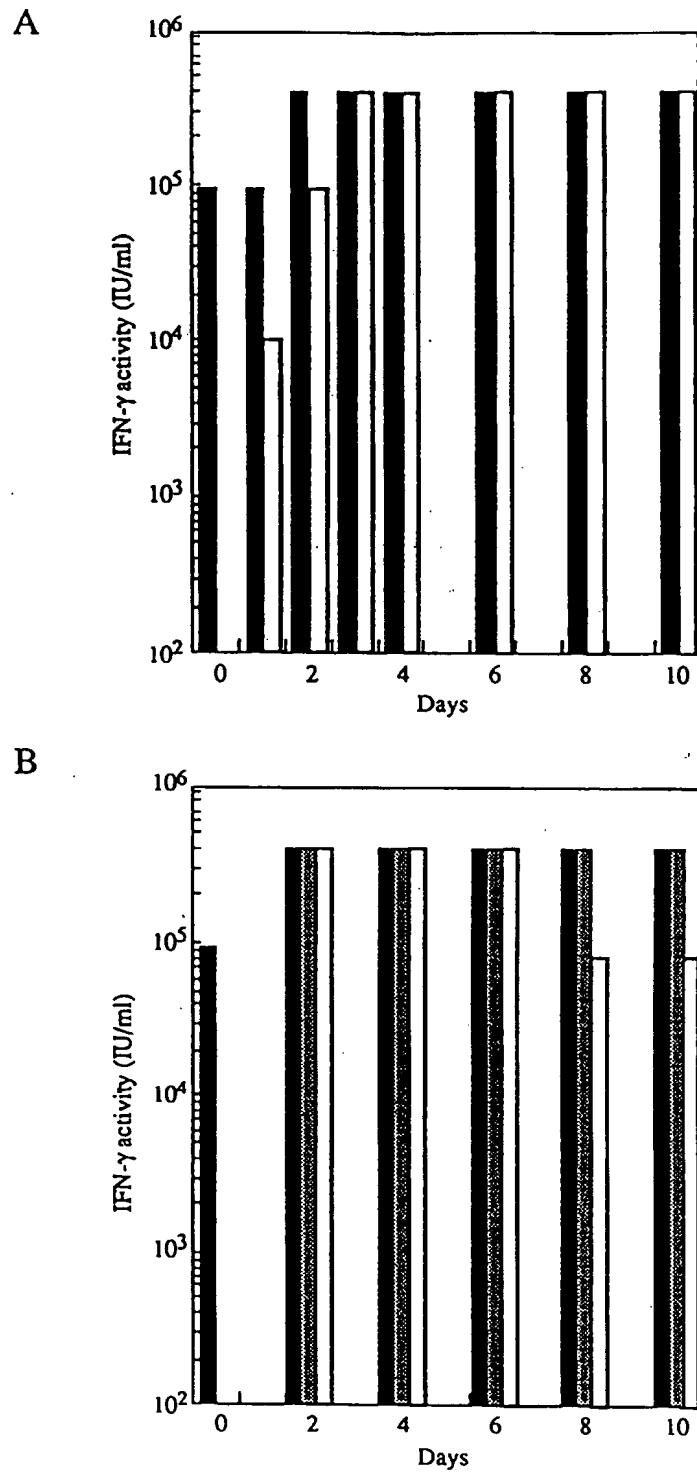 A
10⁶
10⁵
10⁴
10³
10²
IFN-γ activity (IU/ml)
0 2 4 6 8 10
Days
B
10⁶
10⁵
10⁴
10³
10²
IFN-γ activity (IU/ml)
0 2 4 6 8 10
Days